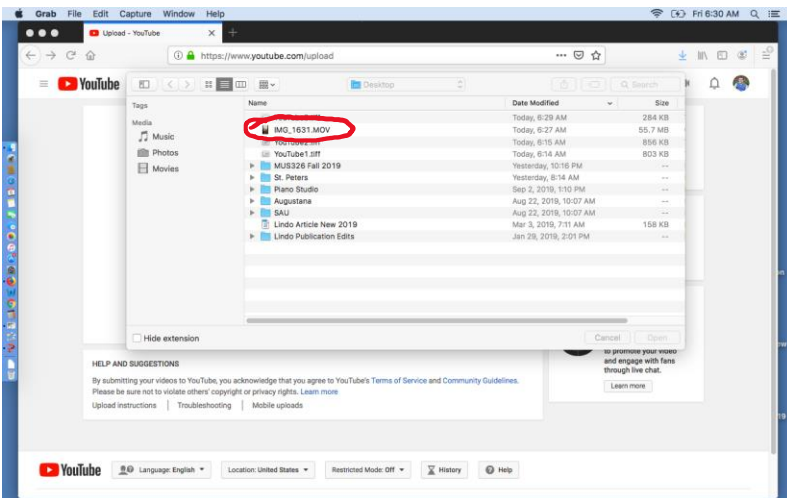 Grab File Edit Capture Window Help Fri 6:30 AM
Upload - YouTube
https://www.youtube.com/upload
YouTube Desktop Search
Tags Name Date Modified Size
Today, 6:29 AM 284 KB
Media IMG_1631.MOV Today, 6:27 AM 55.7 MB
Music YouTube2.tiff Today, 6:15 AM 856 KB
Photos YouTube1.tiff Today, 6:14 AM 803 KB
Movies MUS326 Fall 2019 Yesterday, 10:16 PM --
St. Peters Yesterday, 8:14 AM --
Piano Studio Sep 2, 2019, 1:10 PM --
Augustana Aug 22, 2019, 10:07 AM --
SAU Aug 22, 2019, 10:07 AM --
Lindo Article New 2019 Mar 3, 2019, 7:11 AM 158 KB
Lindo Publication Edits Jan 29, 2019, 2:01 PM --
Hide extension Cancel Open
to promote your video
and engage with fans
through live chat.
Learn more
HELP AND SUGGESTIONS
By submitting your videos to YouTube, you acknowledge that you agree to YouTube's Terms of Service and Community Guidelines.
Please be sure not to violate others' copyright or privacy rights. Learn more
Upload instructions Troubleshooting Mobile uploads
YouTube Language: English Location: United States Restricted Mode: Off History Help